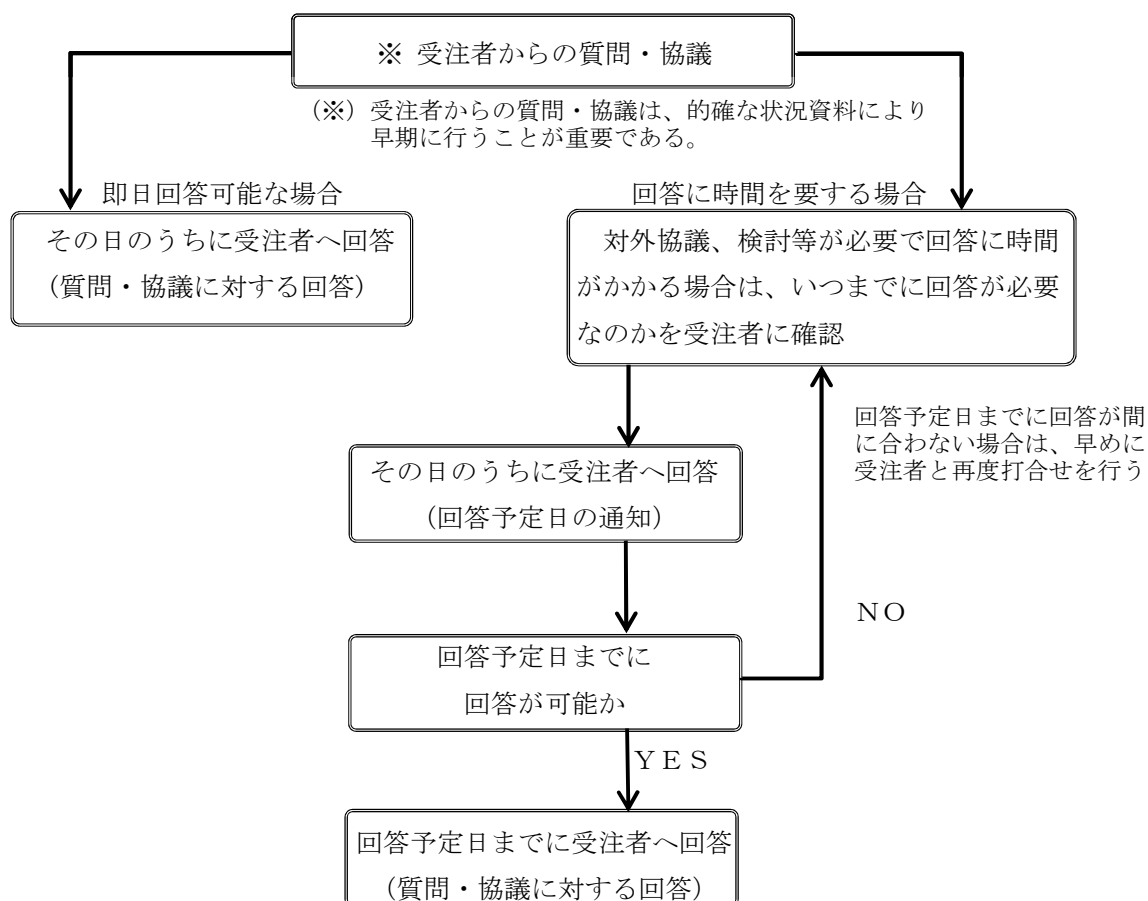 ※ 受注者からの質問・協議
(※) 受注者からの質問・協議は、的確な状況資料により
早期に行うことが重要である。
即日回答可能な場合
その日のうちに受注者へ回答
(質問・協議に対する回答)
回答に時間を要する場合
対外協議、検討等が必要で回答に時間
がかかる場合は、いつまでに回答が必要
なのかを受注者に確認
回答予定日までに回答が間
に合わない場合は、早めに
受注者と再度打合せを行う
その日のうちに受注者へ回答
(回答予定日の通知)
NO
回答予定日までに
回答が可能か
YES
回答予定日までに受注者へ回答
(質問・協議に対する回答)